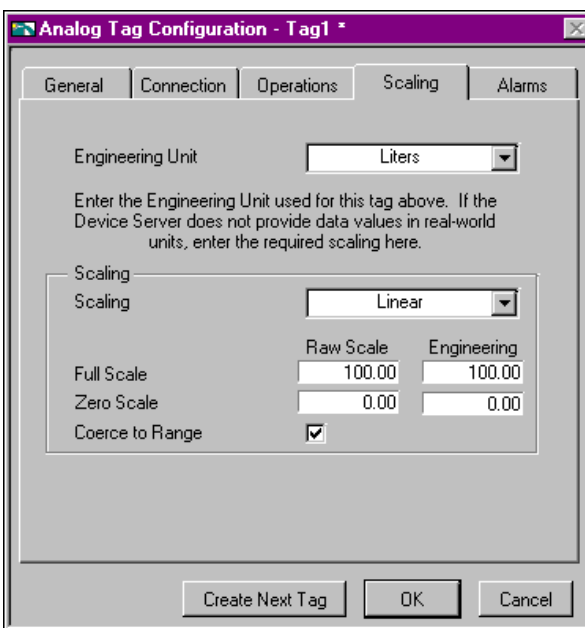 Analog Tag Configuration - Tag1 *
General Connection Operations Scaling Alarms
Engineering Unit Liters
Enter the Engineering Unit used for this tag above. If the
Device Server does not provide data values in real-world
units, enter the required scaling here.
Scaling
Scaling Linear
Raw Scale Engineering
Full Scale 100.00 100.00
Zero Scale 0.00 0.00
Coerce to Range
Create Next Tag OK Cancel